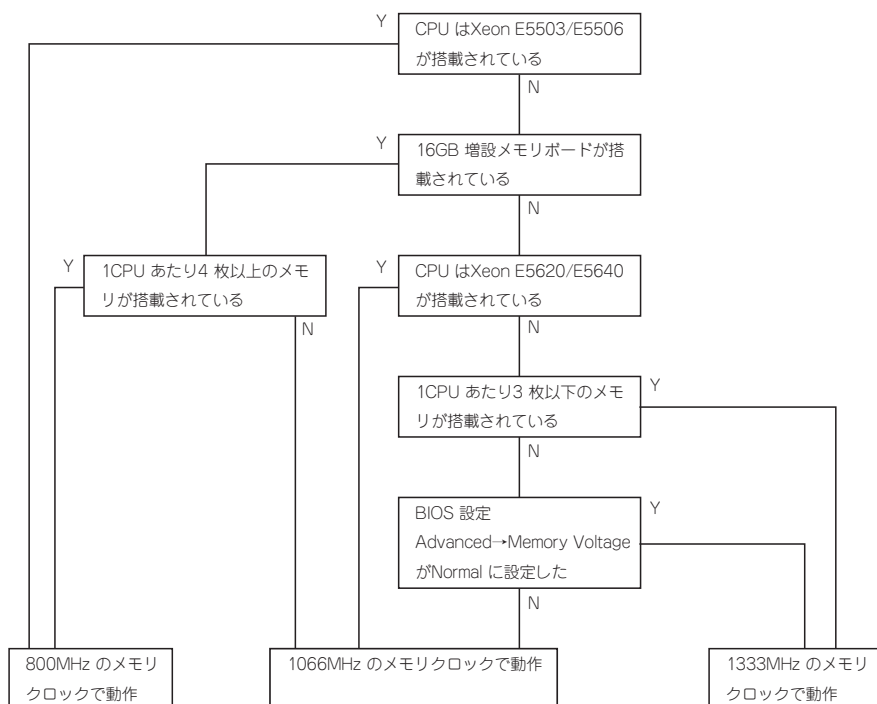 Y
CPU はXeon E5503/E5506
が搭載されている
N
Y
16GB 増設メモリボードが搭
載されている
N
Y
1CPU あたり4 枚以上のメモ
リが搭載されている
N
Y
CPU はXeon E5620/E5640
が搭載されている
N
1CPU あたり3 枚以下のメモ
リが搭載されている
Y
N
BIOS 設定
Advanced→Memory Voltage
がNormal に設定した
Y
N
800MHz のメモリ
クロックで動作
1066MHz のメモリクロックで動作
1333MHz のメモリ
クロックで動作